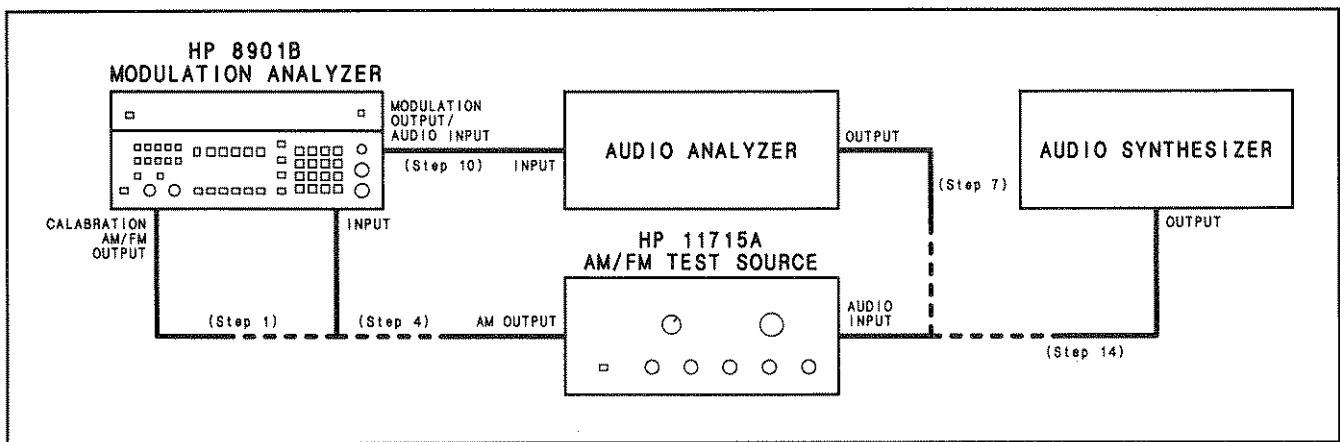 HP 8901B
MODULATION ANALYZER
MODULATION
OUTPUT/
AUDIO INPUT
(Step 10)
INPUT
AUDIO ANALYZER
OUTPUT
(Step 7)
AUDIO SYNTHESIZER
OUTPUT
CALABRATION
AM/FM
OUTPUT
INPUT
(Step 1)
(Step 4)
AM OUTPUT
HP 11715A
AM/FM TEST SOURCE
AUDIO
INPUT
(Step 14)